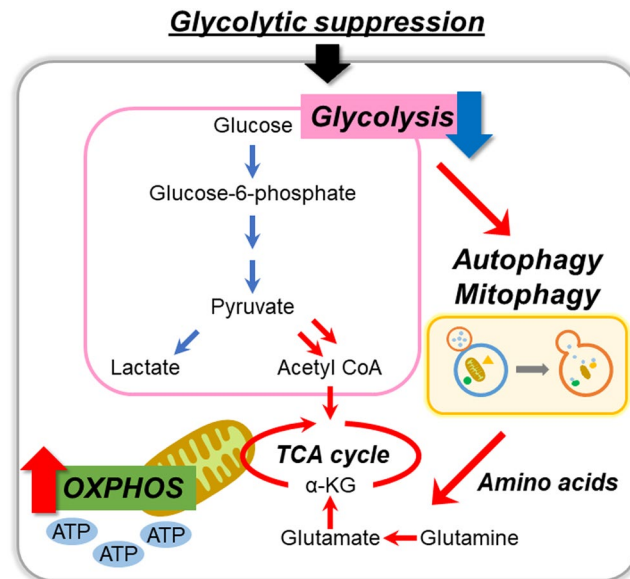 Glycolytic suppression
Glycolysis
Glucose
Glucose-6-phosphate
Pyruvate
Lactate
Acetyl CoA
Autophagy
Mitophagy
TCA cycle
α-KG
Amino acids
OXPHOS
Glutamate
Glutamine
ATP
ATP
ATP